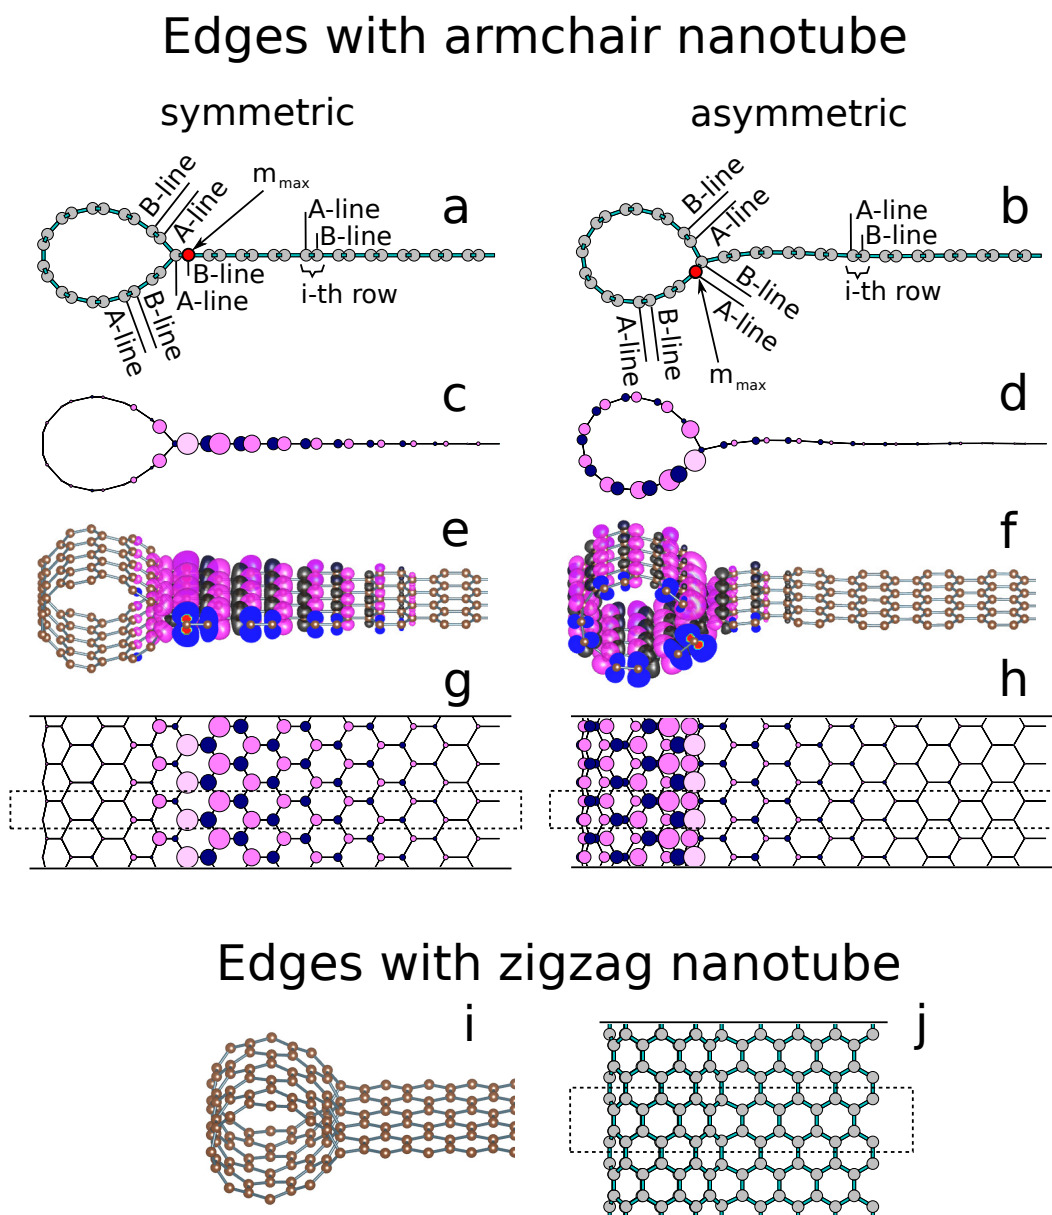 Edges with armchair nanotube
symmetric
asymmetric
a
B-line
A-line
m max
A-line
B-line
B-line
A-line
i-th row
A-line
B-line
b
B-line
A-line
A-line
B-line
i-th row
B-line
A-line
A-line
B-line
m max
c
d
e
f
g
h
Edges with zigzag nanotube
i
j